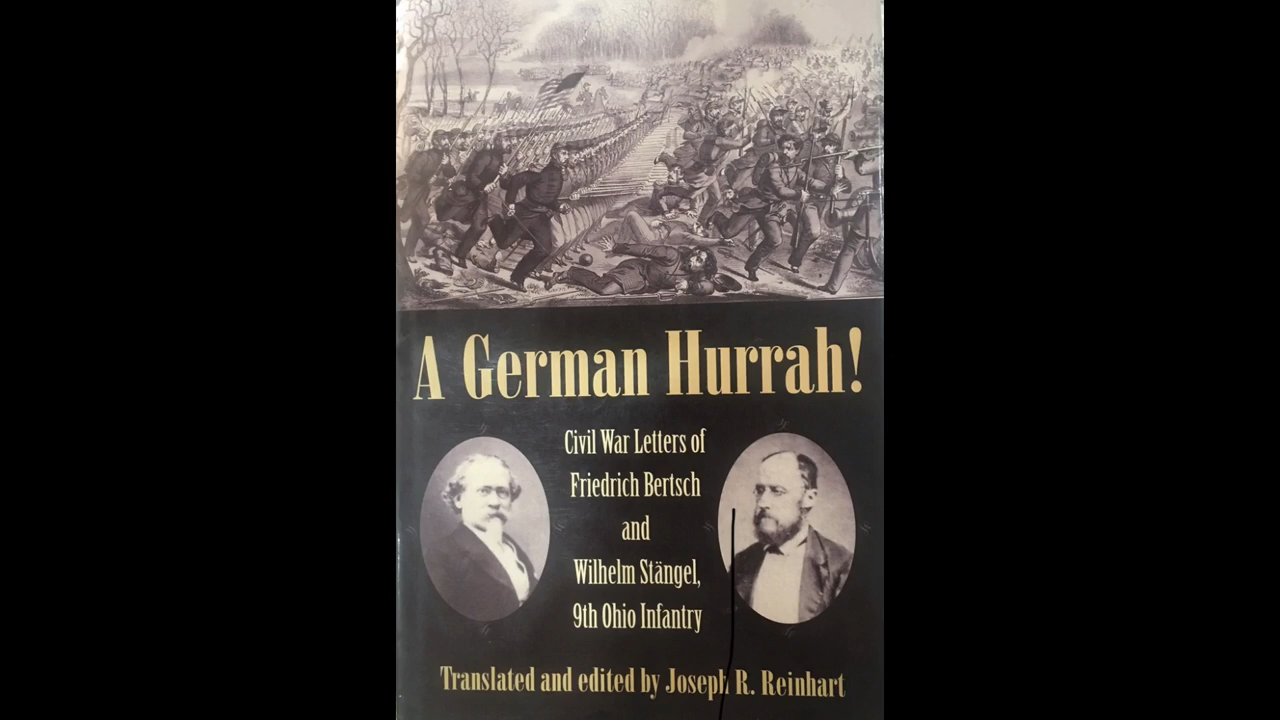 A German Hurrah!
Civil War Letters of
Friedrich Bertsch
and
Wilhelm Stängel,
9th Ohio Infantry
Translated and edited by Joseph R. Reinhart